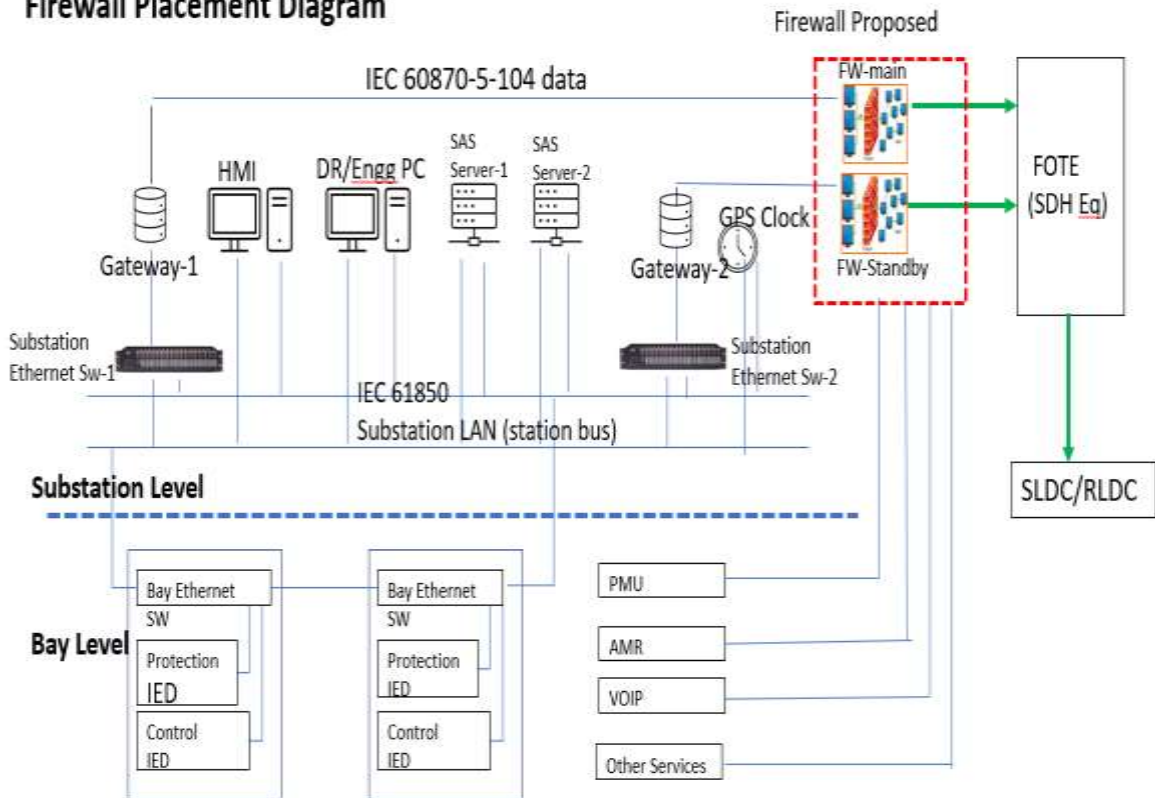 Firewall Placement Diagram
Firewall Proposed
IEC 60870-5-104 data
FW-main
HMI
DR/Engg PC
SAS
Server-1
SAS
Server-2
GPS Clock
FOTE
(SDH Eq)
Gateway-1
Gateway-2
FW-Standby
Substation
Ethernet Sw-1
Substation
Ethernet Sw-2
IEC 61850
Substation LAN (station bus)
Substation Level
SLDC/RLDC
Bay Level
Bay Ethernet
SW
Protection
IED
Control
IED
Bay Ethernet
SW
Protection
IED
Control
IED
PMU
AMR
VOIP
Other Services